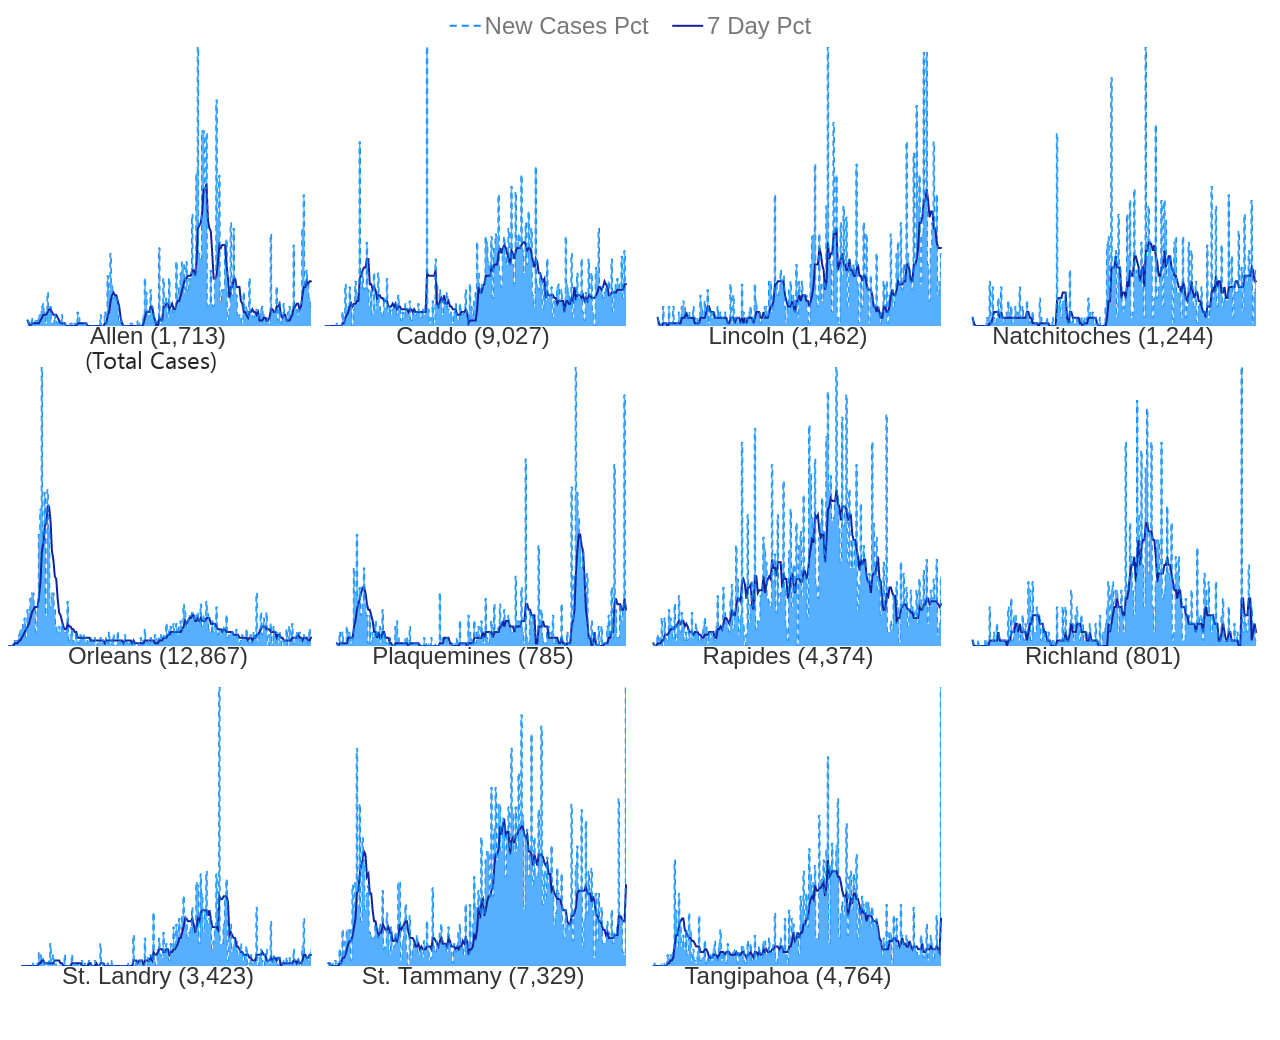 New Cases Pct 7 Day Pct
Allen (1,713)
(Total Cases)
Caddo (9,027)
Lincoln (1,462)
Natchitoches (1,244)
Orleans (12,867)
Plaquemines (785)
Rapides (4,374)
Richland (801)
St. Landry (3,423)
St. Tammany (7,329)
Tangipahoa (4,764)